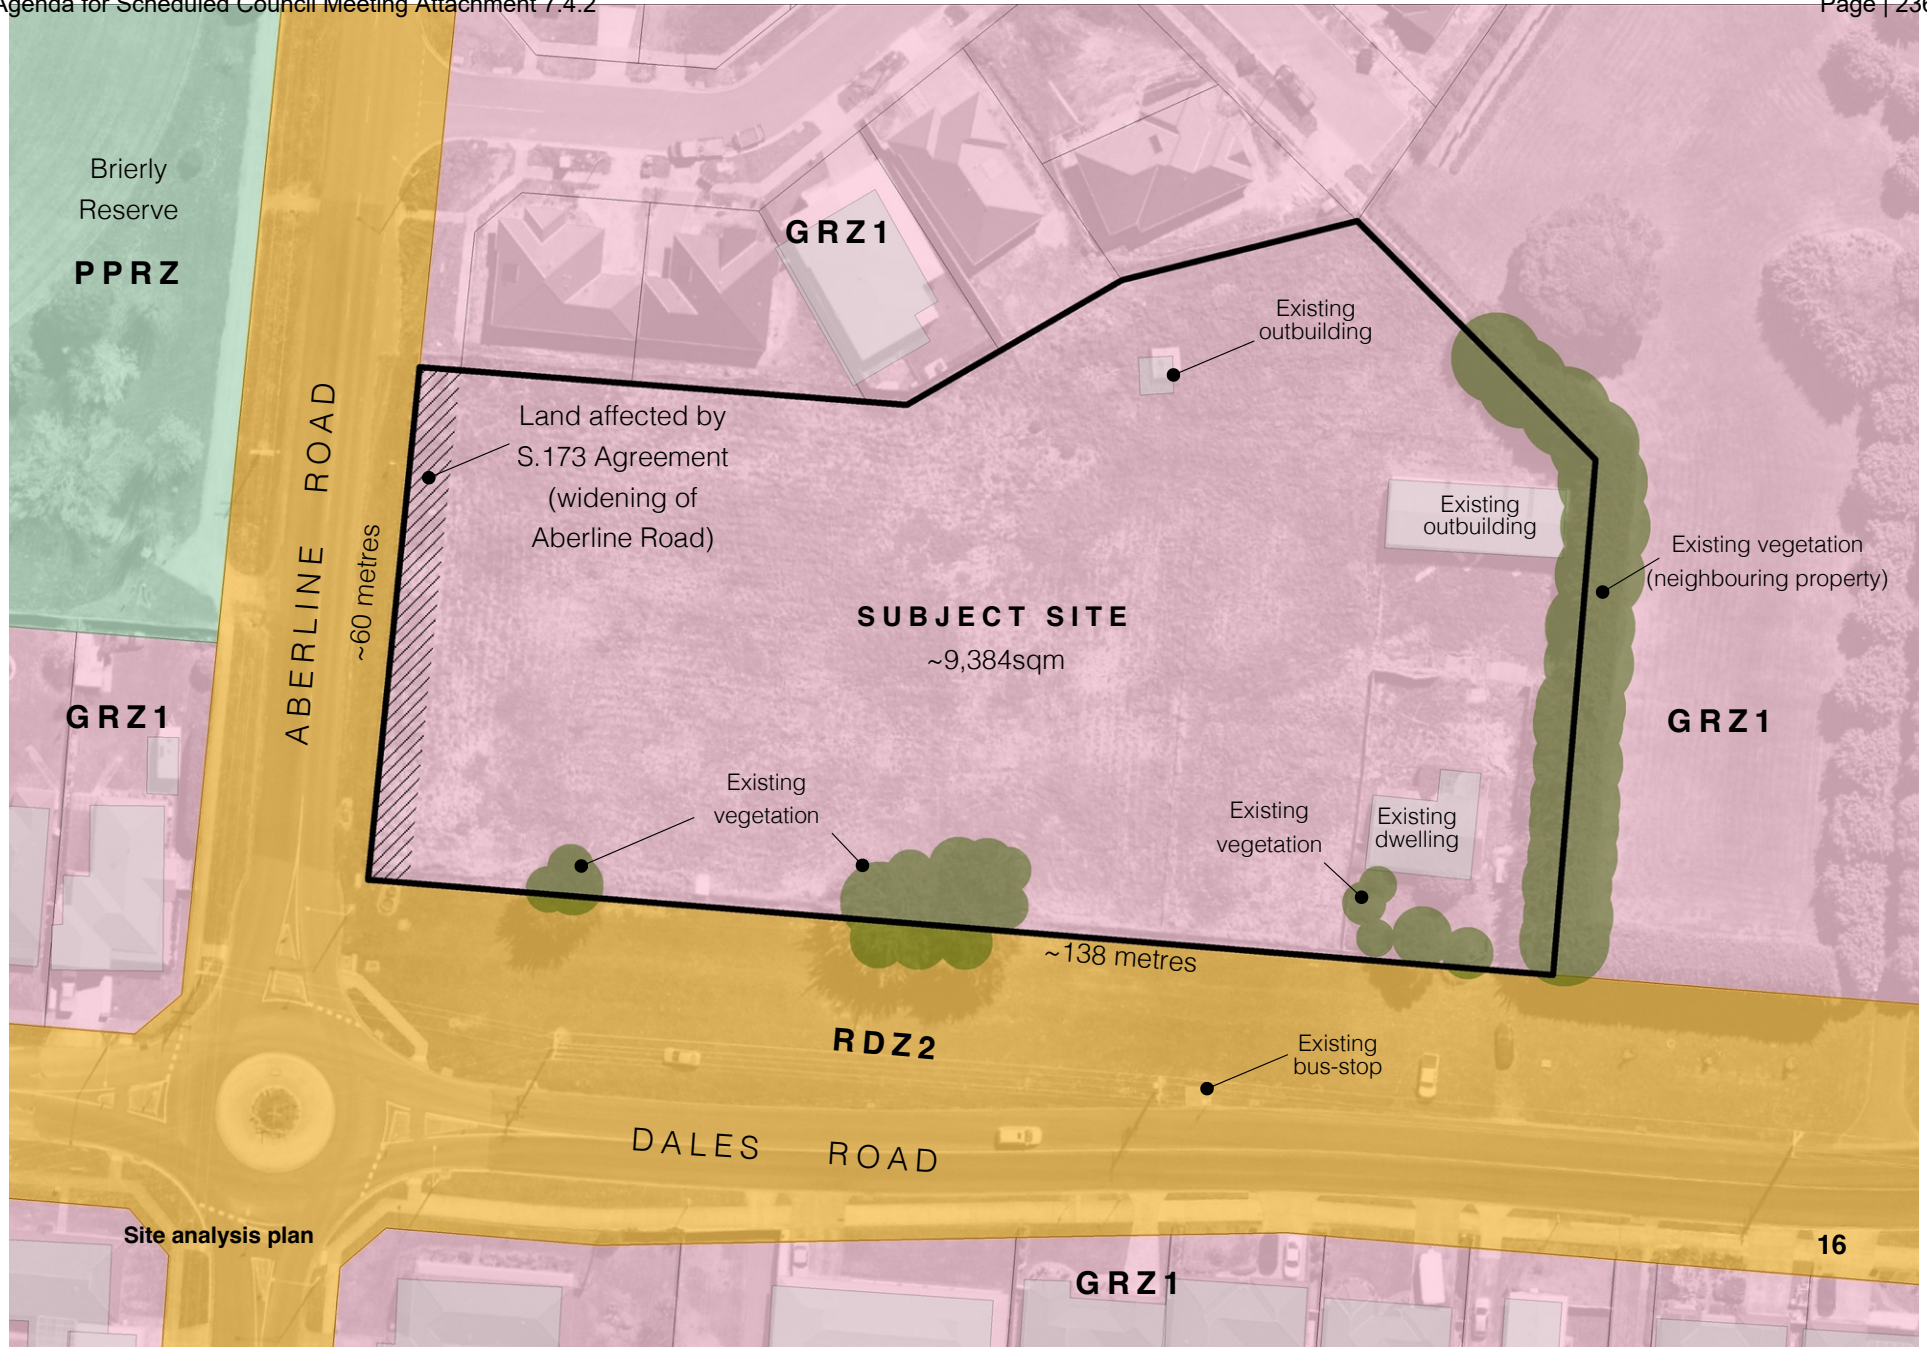 Agenda for Scheduled Council Meeting Attachment 7.4.2
Page | 236
Brierly
Reserve
PPRZ
GRZ1
Existing
outbuilding
Land affected by
S.173 Agreement
(widening of
Aberline Road)
ABERLINE ROAD
~60 metres
Existing
outbuilding
Existing vegetation
(neighbouring property)
SUBJECT SITE
~9,384sqm
GRZ1
GRZ1
Existing
vegetation
Existing
vegetation
Existing
dwelling
~138 metres
RDZ2
Existing
bus-stop
DALES ROAD
Site analysis plan
16
GRZ1